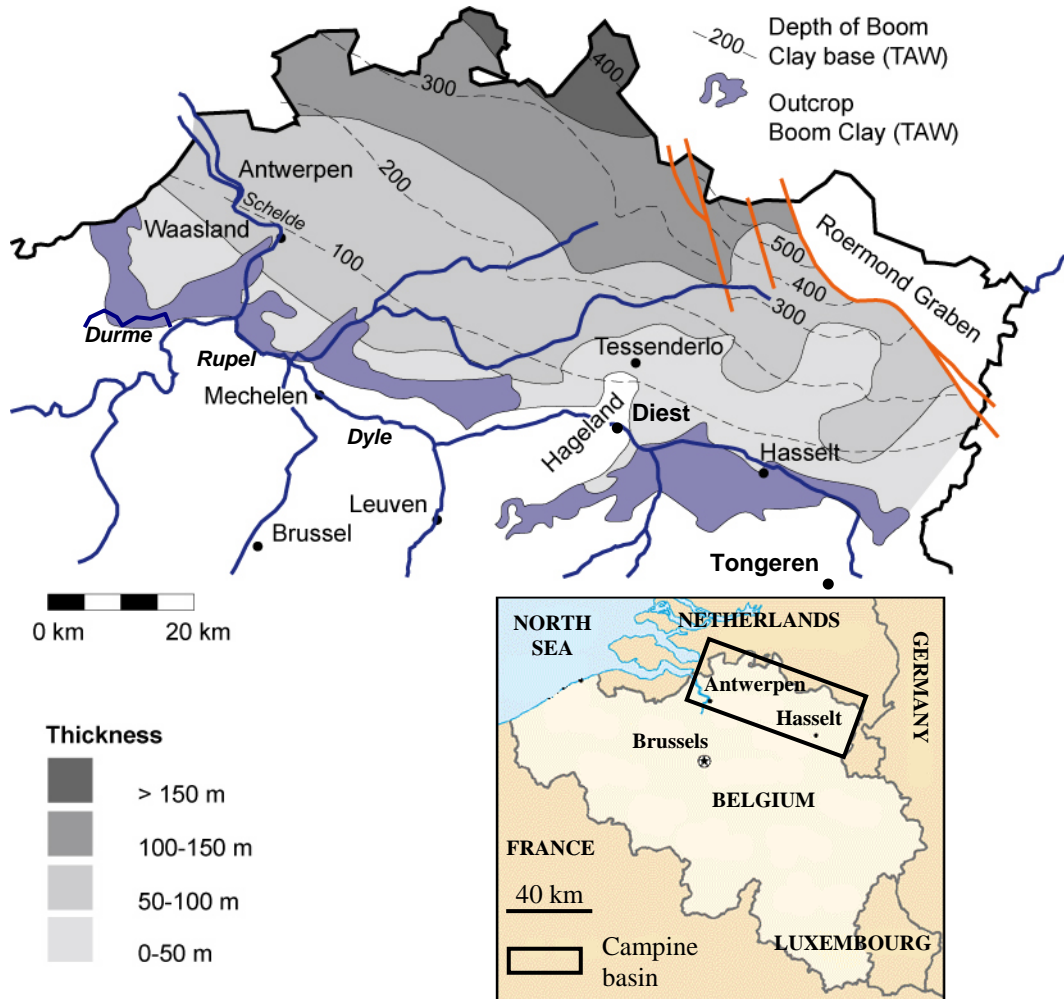 200
Depth of Boom
Clay base (TAW)
Outcrop
Boom Clay (TAW)
400
300
200
100
500
400
300
Antwerpen
Schelde
Waasland
Roermond Graben
Durme
Rupel
Tessenderlo
Mechelen
Hageland
Diest
Dyle
Hasselt
Leuven
Brussel
Tongeren
0 km
20 km
Thickness
> 150 m
100-150 m
50-100 m
0-50 m
NORTH
SEA
NETHERLANDS
GERMANY
Antwerpen
Hasselt
Brussels
BELGIUM
FRANCE
40 km
LUXEMBOURG
Campine
basin